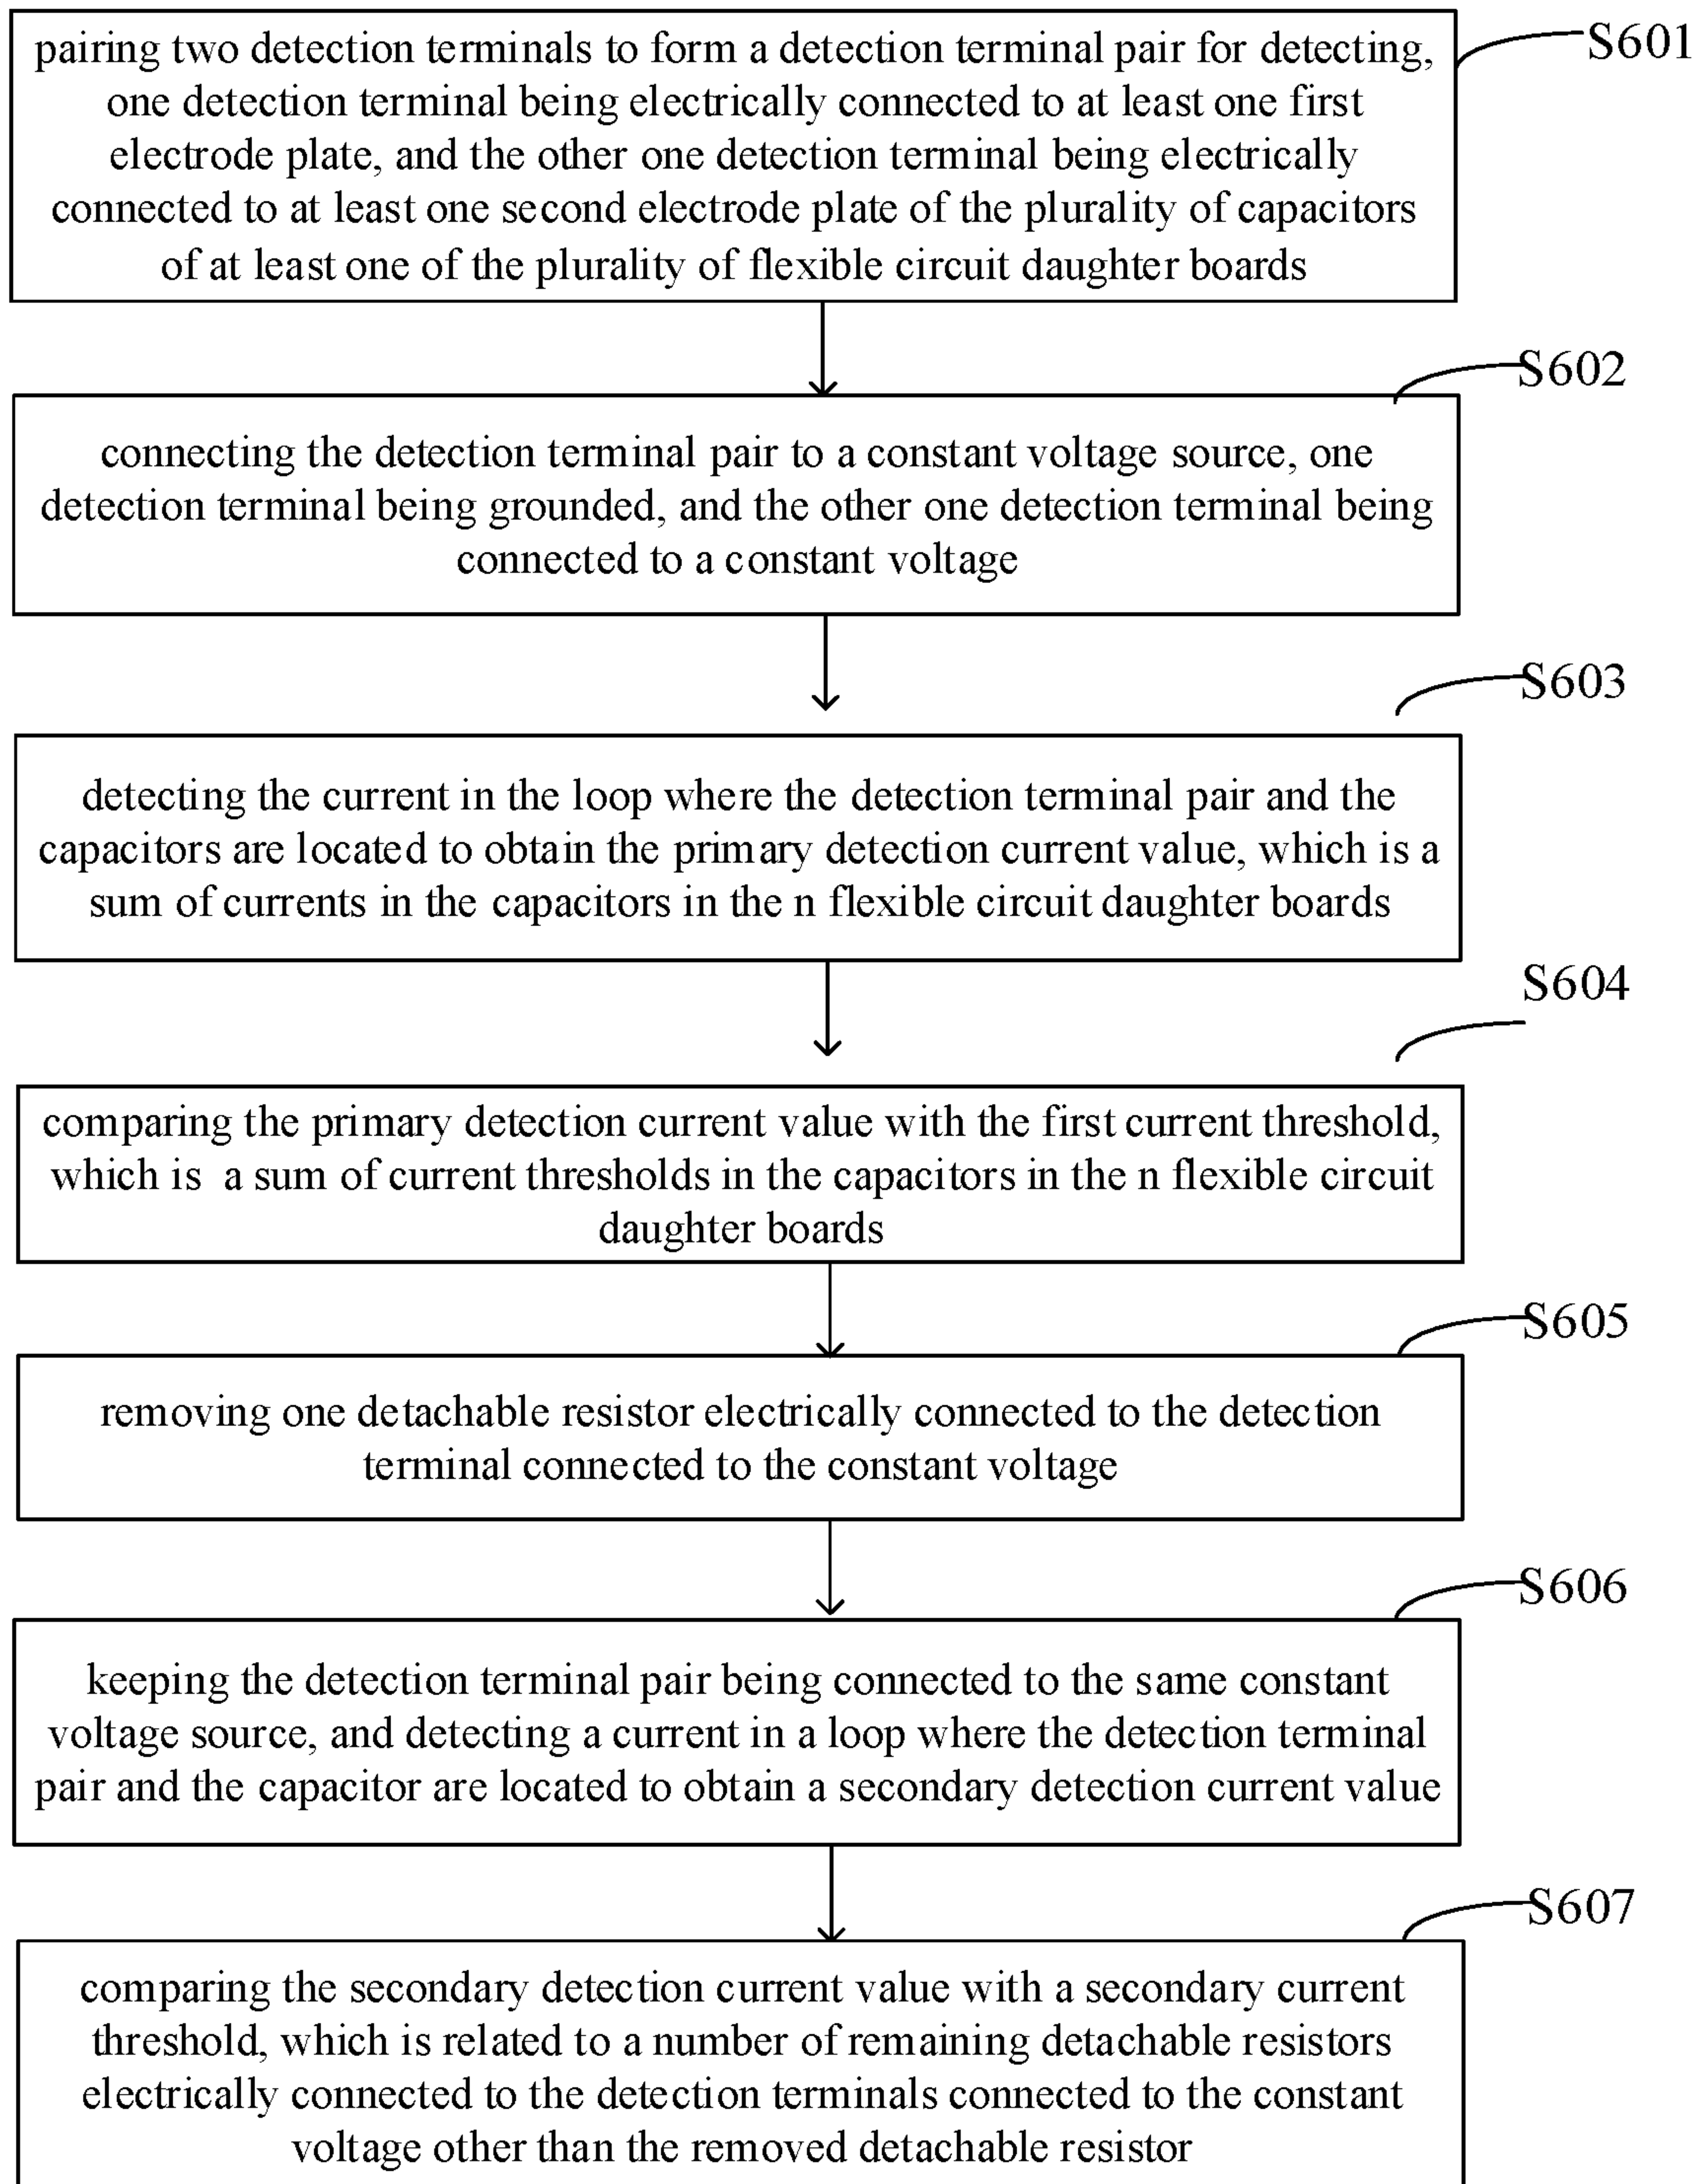 pairing two detection terminals to form a detection terminal pair for detecting,
one detection terminal being electrically connected to at least one first
electrode plate, and the other one detection terminal being electrically
connected to at least one second electrode plate of the plurality of capacitors
of at least one of the plurality of flexible circuit daughter boards
S601
S602
connecting the detection terminal pair to a constant voltage source, one
detection terminal being grounded, and the other one detection terminal being
connected to a constant voltage
S603
detecting the current in the loop where the detection terminal pair and the
capacitors are located to obtain the primary detection current value, which is a
sum of currents in the capacitors in the n flexible circuit daughter boards
S604
comparing the primary detection current value with the first current threshold,
which is a sum of current thresholds in the capacitors in the n flexible circuit
daughter boards
S605
removing one detachable resistor electrically connected to the detection
terminal connected to the constant voltage
S606
keeping the detection terminal pair being connected to the same constant
voltage source, and detecting a current in a loop where the detection terminal
pair and the capacitor are located to obtain a secondary detection current value
S607
comparing the secondary detection current value with a secondary current
threshold, which is related to a number of remaining detachable resistors
electrically connected to the detection terminals connected to the constant
voltage other than the removed detachable resistor